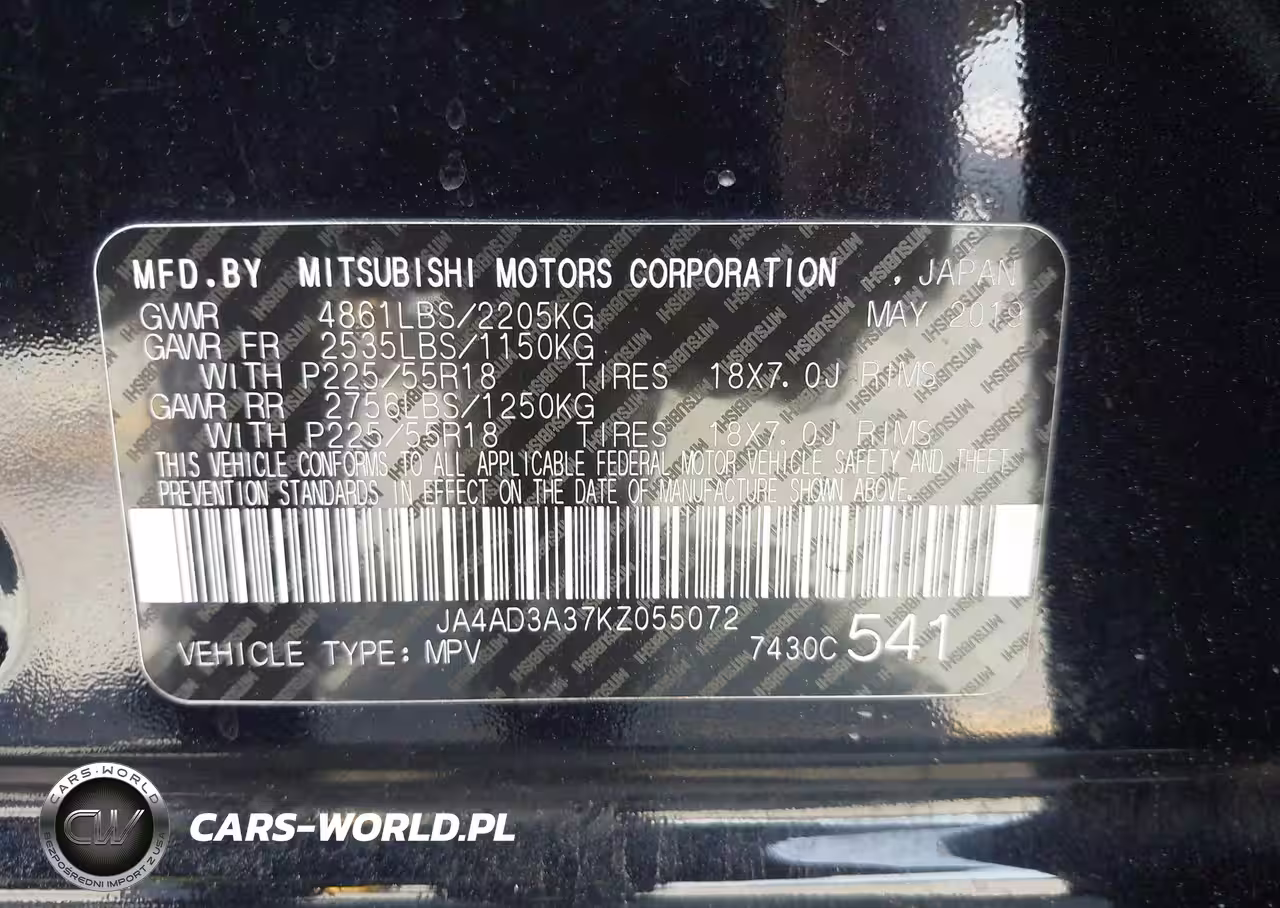 MFD.BY MITSUBISHI MOTORS CORPORATION , JAPAN
GVWR 4861LBS/2205KG MAY 2019
GAWR FR 2535LBS/1150KG
WITH P225/55R18 TIRES 18X7.0J RIMS
GAWR RR 2756LBS/1250KG
WITH P225/55R18 TIRES 18X7.0J RIMS
THIS VEHICLE CONFORMS TO ALL APPLICABLE FEDERAL MOTOR VEHICLE SAFETY AND THEFT
PREVENTION STANDARDS IN EFFECT ON THE DATE OF MANUFACTURE SHOWN ABOVE.
JA4AD3A37KZ055072
VEHICLE TYPE: MPV 7430C 541
CARS-WORLD
CW
BEZPOŚREDNI IMPORT Z USA
CARS-WORLD.PL